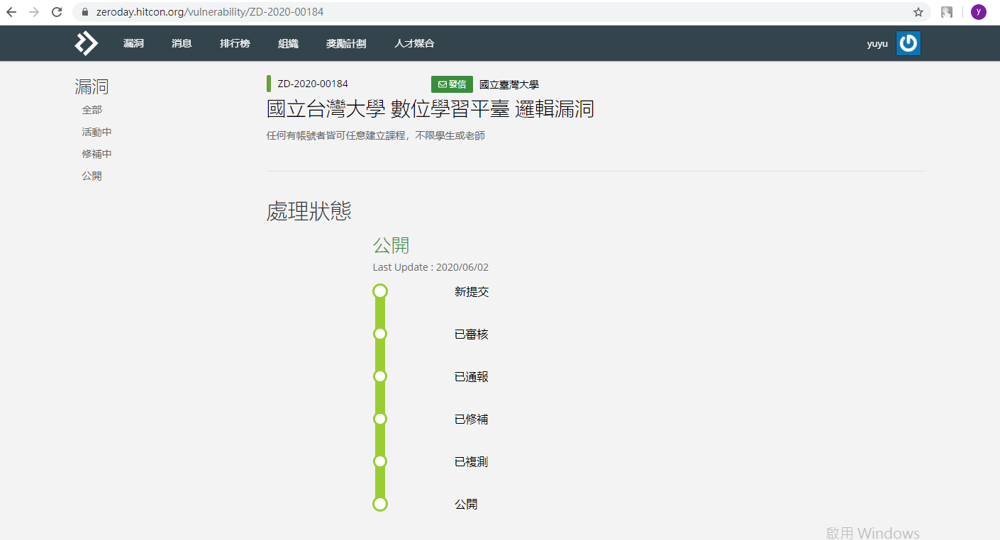 zeroday.hitcon.org/vulnerability/ZD-2020-00184
y
漏洞 消息 排行榜 組織 獎勵計劃 人才媒合 yuyu
漏洞
全部
活動中
修補中
公開
ZD-2020-00184 發信 國立臺灣大學
國立台灣大學 數位學習平臺 邏輯漏洞
任何有帳號者皆可任意建立課程，不限學生或老師
處理狀態
公開
Last Update : 2020/06/02
新提交
已審核
已通報
已修補
已複測
公開
啟用 Windows